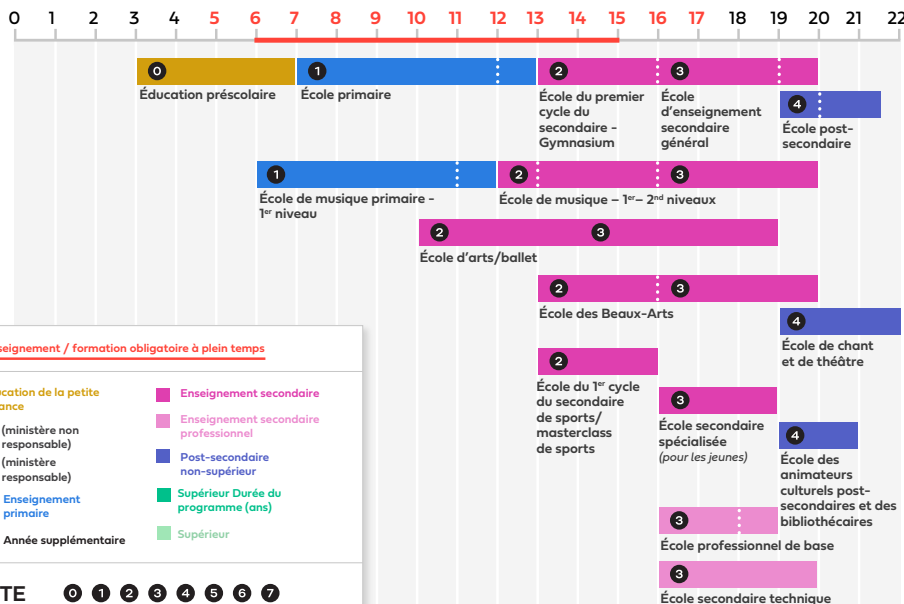 0 1 2 3 4 5 6 7 8 9 10 11 12 13 14 15 16 17 18 19 20 21 22
0 1 2 3
Éducation préscolaire École primaire
École du premier
cycle du
secondaire -
Gymnasium
École
d'enseignement
secondaire
général
4
École post-
secondaire
1 2 3
École de musique primaire -
1er niveau
École de musique – 1er– 2nd niveaux
2 3
École d'arts/ballet
2 3
École des Beaux-Arts
4
École de chant
et de théâtre
2
École du 1er cycle
du secondaire
de sports/
masterclass
de sports
3
École secondaire
spécialisée
(pour les jeunes)
4
École des
animateurs
culturels post-
secondaires et des
bibliothécaires
3
École professionnel de base
3
École secondaire technique
seignement / formation obligatoire à plein temps
ucation de la petite
ance
(ministère non
responsable)
(ministère
responsable)
Enseignement
primaire
Année supplémentaire
Enseignement secondaire
Enseignement secondaire
professionnel
Post-secondaire
non-supérieur
Supérieur Durée du
programme (ans)
Supérieur
TE 0 1 2 3 4 5 6 7